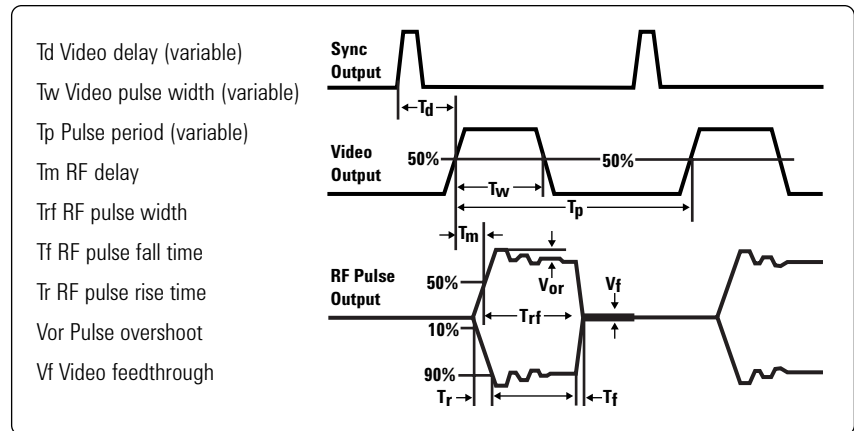 Td Video delay (variable)
Tw Video pulse width (variable)
Tp Pulse period (variable)
Tm RF delay
Trf RF pulse width
Tf RF pulse fall time
Tr RF pulse rise time
Vor Pulse overshoot
Vf Video feedthrough
Sync
Output
Td
Video
Output
50%
50%
Tw
Tp
Tm
RF Pulse
Output
50%
Vor
Vf
Trf
10%
90%
Tr
Tf